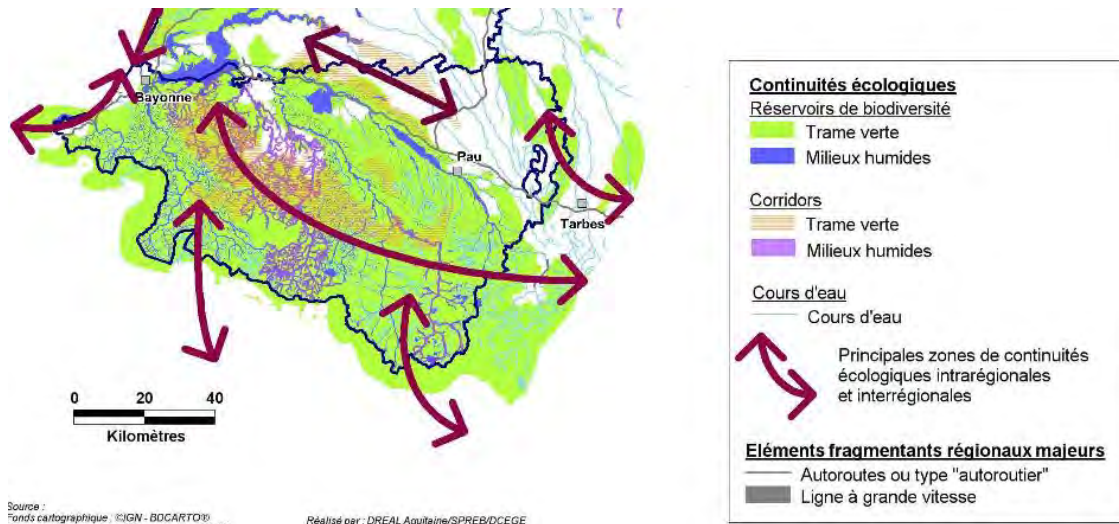 Bayonne
Pau
Tarbes
0 20 40
Kilomètres
Source :
Fonds cartographique : ©IGN - BDCARTO®
Réalisé par : DREAL Aquitaine/SPREB/DCEGE
Continuités écologiques
Réservoirs de biodiversité
Trame verte
Milieux humides
Corridors
Trame verte
Milieux humides
Cours d'eau
Cours d'eau
Principales zones de continuités
écologiques intrarégionales
et interrégionales
Eléments fragmentants régionaux majeurs
Autoroutes ou type "autoroutier"
Ligne à grande vitesse